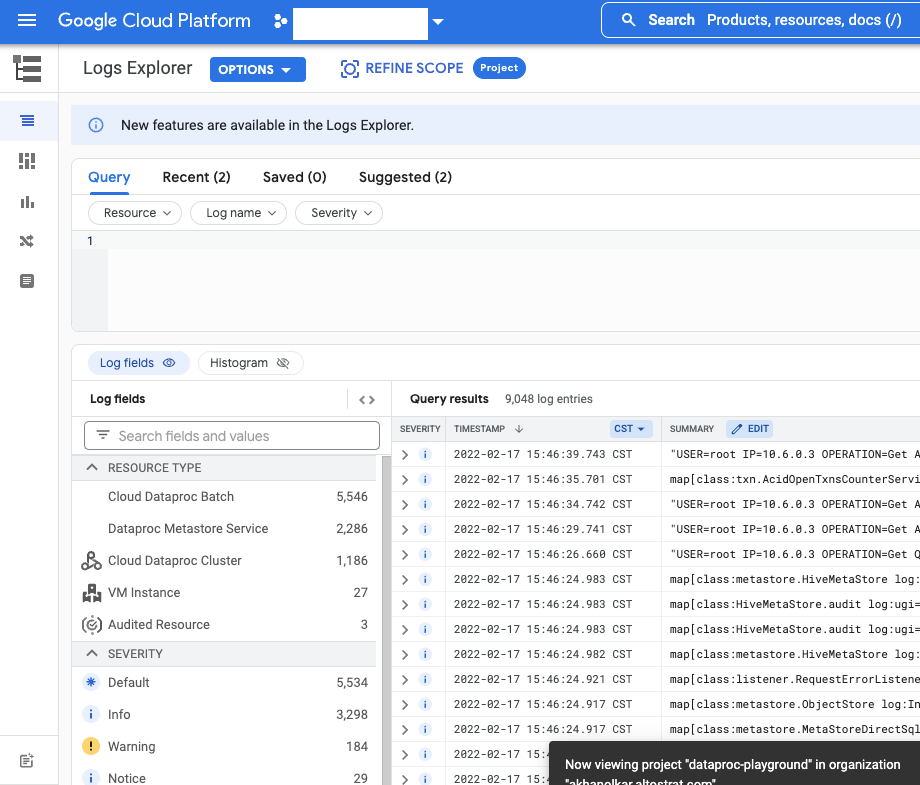 Google Cloud Platform
Search Products, resources, docs (/)
Logs Explorer
OPTIONS
REFINE SCOPE
Project
New features are available in the Logs Explorer.
Query Recent (2) Saved (0) Suggested (2)
Resource Log name Severity
1
Log fields Histogram
Log fields
Search fields and values
RESOURCE TYPE
Cloud Dataproc Batch 5,546
Dataproc Metastore Service 2,286
Cloud Dataproc Cluster 1,186
VM Instance 27
Audited Resource 3
SEVERITY
Default 5,534
Info 3,298
Warning 184
Notice 29
Query results 9,048 log entries
SEVERITY TIMESTAMP CST SUMMARY EDIT
2022-02-17 15:46:39.743 CST "USER=root IP=10.6.0.3 OPERATION=Get A
2022-02-17 15:46:35.701 CST map[class:txn.AcidOpenTxnsCounterServi
2022-02-17 15:46:34.742 CST "USER=root IP=10.6.0.3 OPERATION=Get A
2022-02-17 15:46:29.741 CST "USER=root IP=10.6.0.3 OPERATION=Get A
2022-02-17 15:46:26.660 CST "USER=root IP=10.6.0.3 OPERATION=Get Q
2022-02-17 15:46:24.983 CST map[class:metastore.HiveMetaStore log:
2022-02-17 15:46:24.983 CST map[class:HiveMetaStore.audit log:ugi=
2022-02-17 15:46:24.983 CST map[class:HiveMetaStore.audit log:ugi=
2022-02-17 15:46:24.982 CST map[class:metastore.HiveMetaStore log:
2022-02-17 15:46:24.921 CST map[class:listener.RequestErrorListene
2022-02-17 15:46:24.917 CST map[class:metastore.ObjectStore log:In
2022-02-17 15:46:24.917 CST map[class:metastore.MetaStoreDirectSql
2022-02-17 15:4
2022-02-17 15:4
Now viewing project "dataproc-playground" in organization
"akhanolkar.altostrat.com"